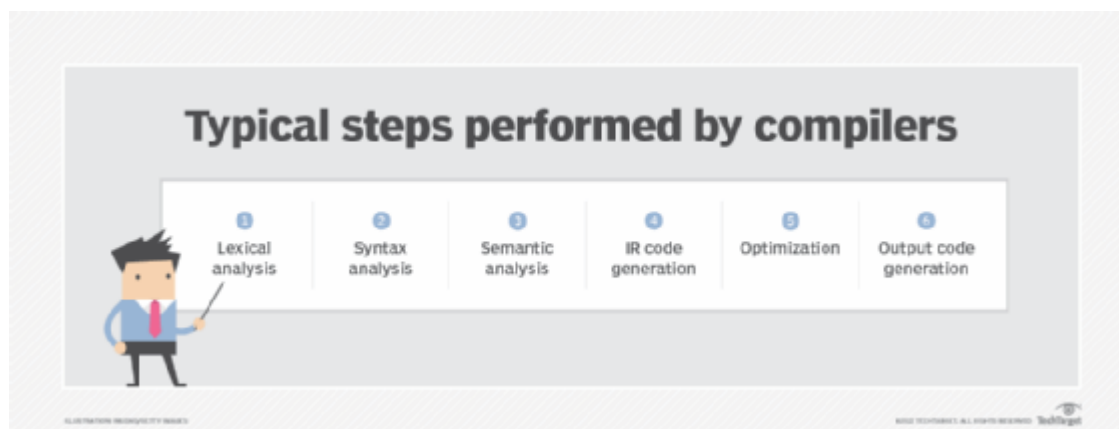 Typical steps performed by compilers
1
Lexical
analysis
2
Syntax
analysis
3
Semantic
analysis
4
IR code
generation
5
Optimization
6
Output code
generation
TechTarget